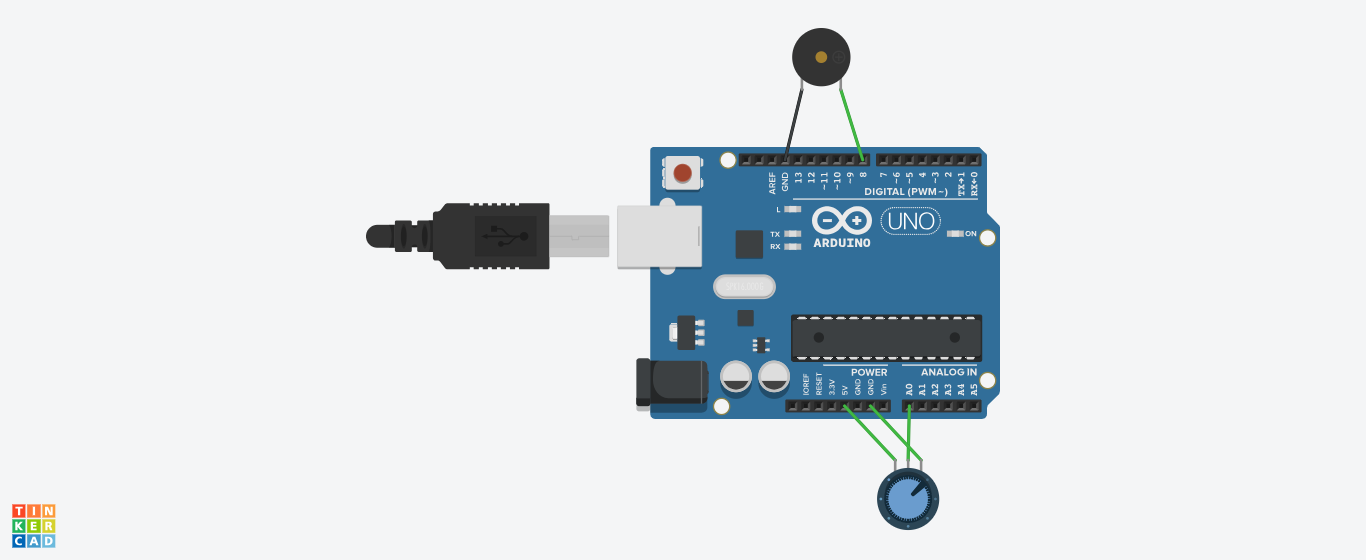 AREF
GND
13
12
~11
~10
~9
8
7
~6
~5
4
~3
2
TX→1
RX←0
DIGITAL (PWM~)
L
TX
RX
ARDUINO
UNO
ON
POWER
ANALOG IN
IOREF
RESET
3.3V
5V
GND
GND
Vin
A0
A1
A2
A3
A4
A5
TIN
KER
CAD